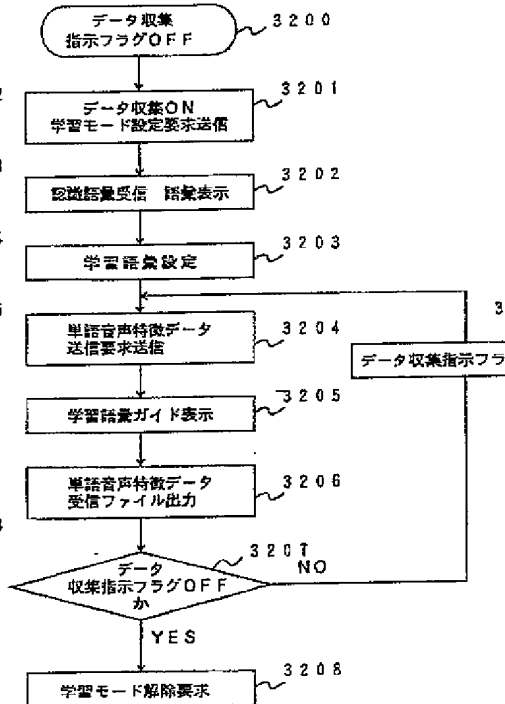 データ収集
指示フラグOFF
3200
データ収集ON
学習モード設定要求送信
3201
認識語彙受信 語彙表示
3202
学習語彙設定
3203
単語音声特徴データ
送信要求送信
3204
データ収集指示フラ
学習語彙ガイド表示
3205
単語音声特徴データ
受信ファイル出力
3206
データ
収集指示フラグOFF
か
3207
NO
YES
学習モード解除要求
3208